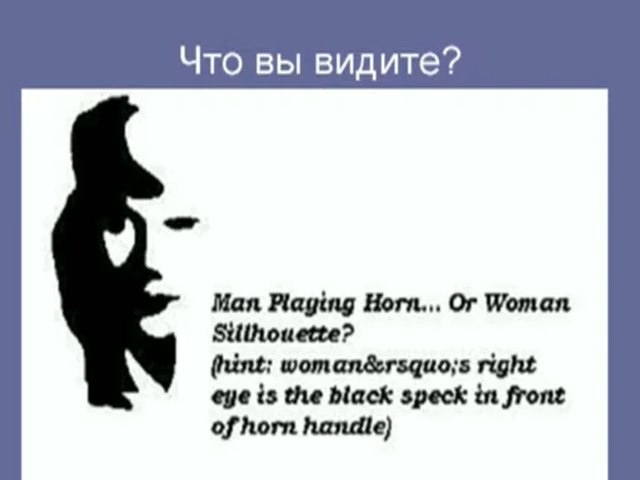 Что вы видите?
Man Playing Horn... Or Woman
Sillhouette?
(hint: woman&rsquo;s right
eye is the black speck in front
of horn handle)